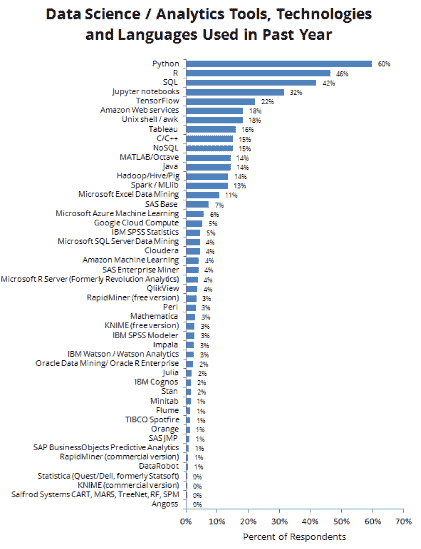 Data Science / Analytics Tools, Technologies
and Languages Used in Past Year
Python 60%
R 46%
SQL 42%
Jupyter notebooks 32%
TensorFlow 22%
Amazon Web services 18%
Unix shell / awk 18%
Tableau 16%
C/C++ 15%
NoSQL 15%
MATLAB/Octave 14%
Java 14%
Hadoop/Hive/Pig 14%
Spark / MLlib 13%
Microsoft Excel Data Mining 11%
SAS Base 7%
Microsoft Azure Machine Learning 6%
Google Cloud Compute 5%
IBM SPSS Statistics 5%
Microsoft SQL Server Data Mining 4%
Cloudera 4%
Amazon Machine Learning 4%
SAS Enterprise Miner 4%
Microsoft R Server (Formerly Revolution Analytics) 4%
QlikView 4%
RapidMiner (free version) 3%
Perl 3%
Mathematica 3%
KNIME (free version) 3%
IBM SPSS Modeler 3%
Impala 3%
IBM Watson / Watson Analytics 3%
Oracle Data Mining/ Oracle R Enterprise 2%
Julia 2%
IBM Cognos 2%
Stan 2%
Minitab 1%
Flume 1%
TIBCO Spotfire 1%
Orange 1%
SAS JMP 1%
SAP BusinessObjects Predictive Analytics 1%
RapidMiner (commercial version) 1%
DataRobot 1%
Statistica (Quest/Dell, formerly Statsoft) 0%
KNIME (commercial version) 0%
Salfrod Systems CART, MARS, TreeNet, RF, SPM 0%
Angoss 0%
0% 10% 20% 30% 40% 50% 60% 70%
Percent of Respondents